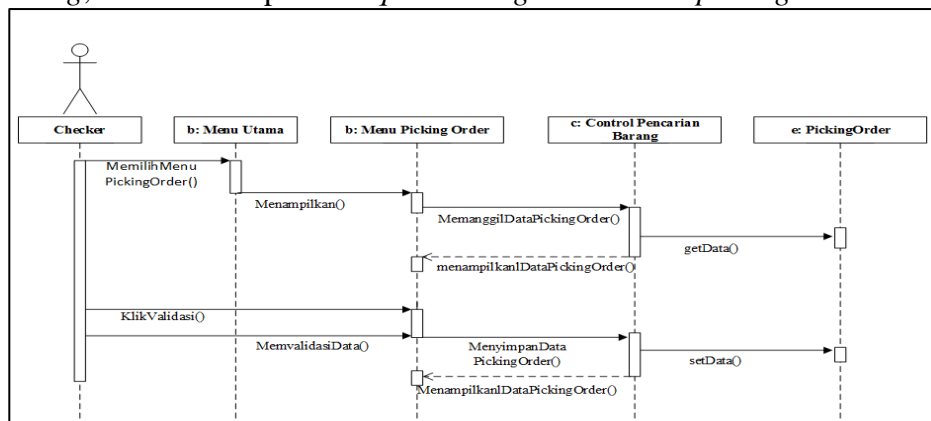 Checker
b: Menu Utama
b: Menu Picking Order
c: Control Pencarian
Barang
e: PickingOrder
MemilihMenu
PickingOrder()
Menampilkan()
MemanggilDataPickingOrder()
getData()
menampilkanlDataPickingOrder()
KlikValidasi()
MemvalidasiData()
MenyimpanData
PickingOrder()
setData()
MenampilkanlDataPickingOrder()